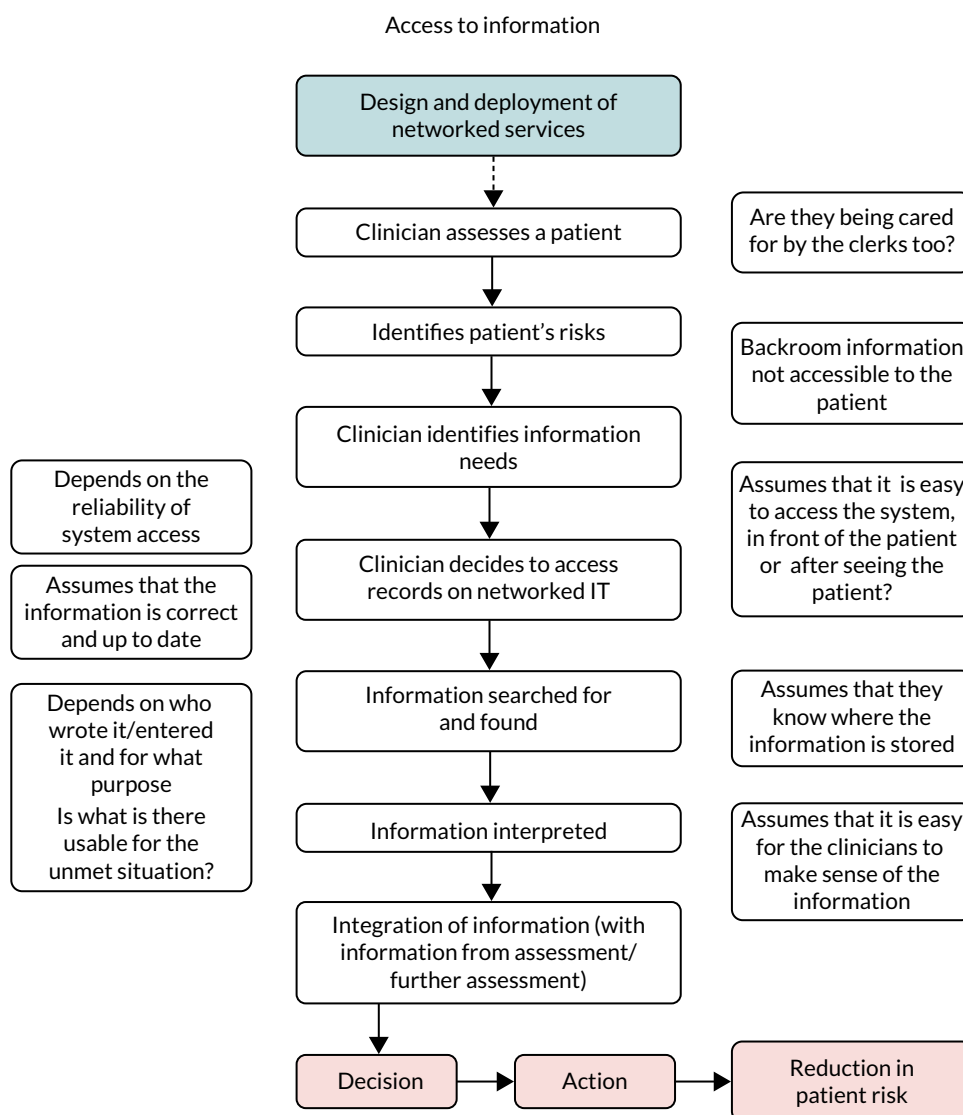 Access to information
Design and deployment of
networked services
Clinician assesses a patient
Are they being cared
for by the clerks too?
Identifies patient's risks
Backroom information
not accessible to the
patient
Clinician identifies information
needs
Depends on the
reliability of
system access
Assumes that it is easy
to access the system,
in front of the patient
or after seeing the
patient?
Clinician decides to access
records on networked IT
Assumes that the
information is correct
and up to date
Information searched for
and found
Assumes that they
know where the
information is stored
Depends on who
wrote it/entered
it and for what
purpose
Is what is there
usable for the
unmet situation?
Information interpreted
Assumes that it is easy
for the clinicians to
make sense of the
information
Integration of information (with
information from assessment/
further assessment)
Decision
Action
Reduction in
patient risk